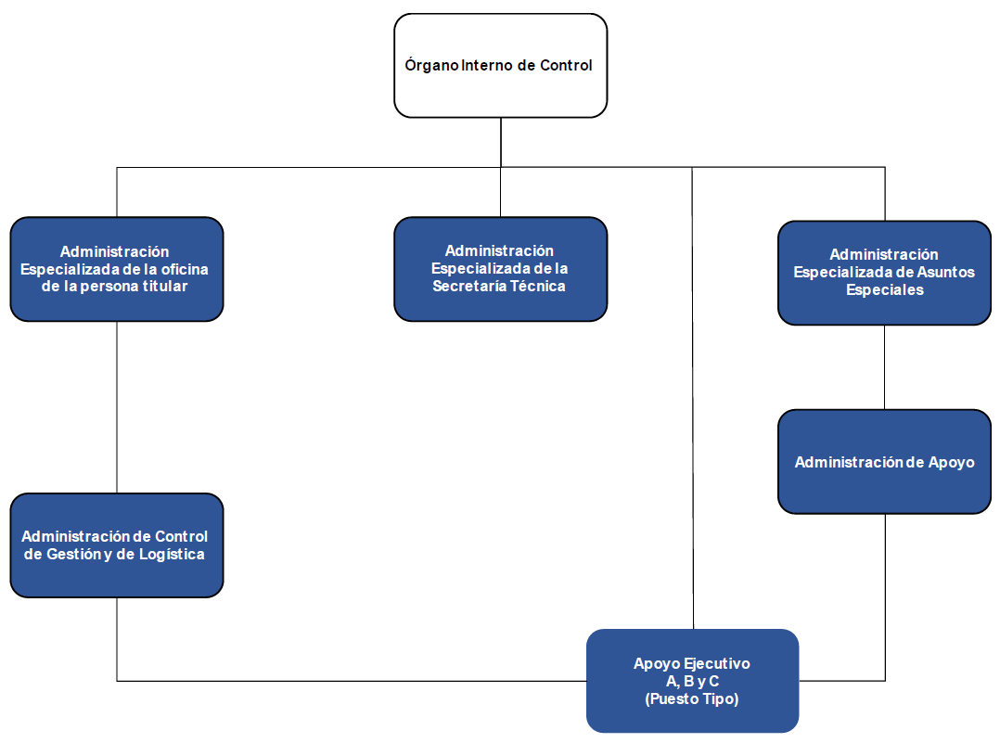 Órgano Interno de Control
Administración
Especializada de la oficina
de la persona titular
Administración
Especializada de la
Secretaría Técnica
Administración
Especializada de Asuntos
Especiales
Administración de Apoyo
Administración de Control
de Gestión y de Logística
Apoyo Ejecutivo
A, B y C
(Puesto Tipo)